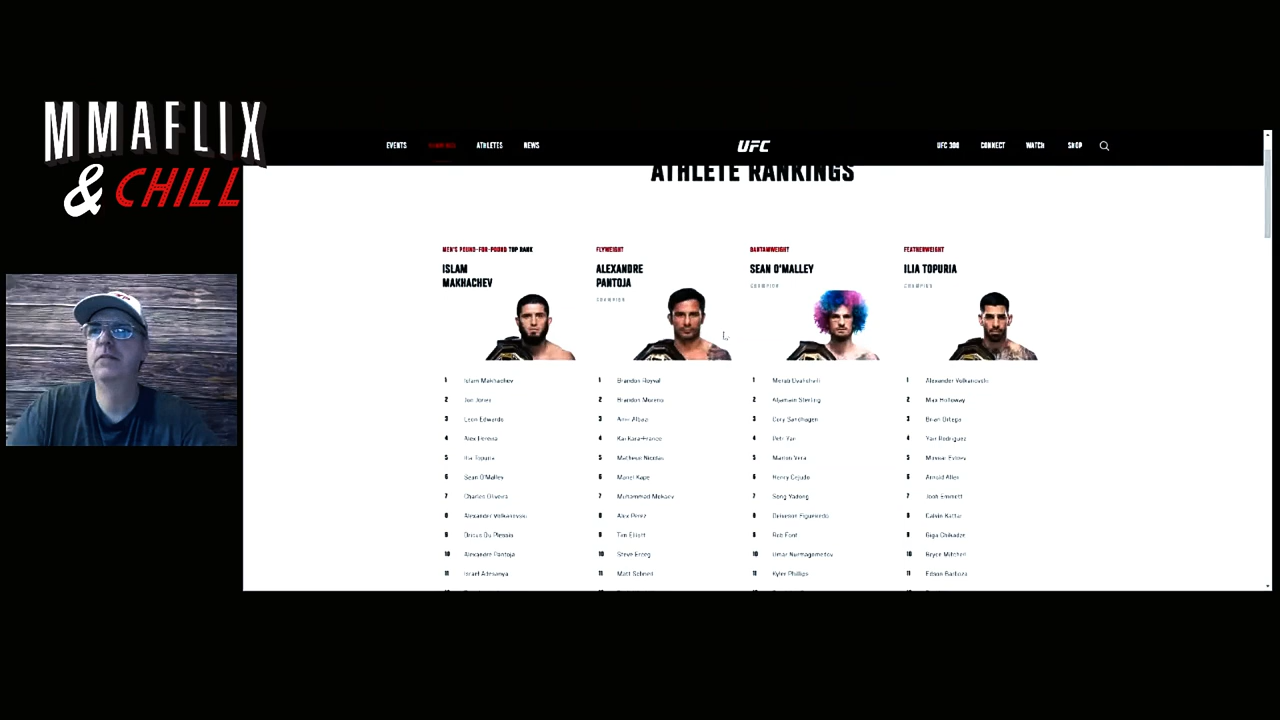 MMAFLIX
& CHILL
EVENTS
RANKINGS
ATHLETES
NEWS
UFC
UFC 300
CONNECT
WATCH
SHOP
ATHLETE RANKINGS
MEN'S POUND-FOR-POUND TOP RANK
ISLAM
MAKHACHEV
1 Islam Makhachev
2 Jon Jones
3 Leon Edwards
4 Alex Pereira
5 Ilia Topuria
6 Sean O'Malley
7 Charles Oliveira
8 Alexander Volkanovski
9 Dricus Du Plessis
10 Alexandre Pantoja
11 Israel Adesanya
FLYWEIGHT
ALEXANDRE
PANTOJA
CHAMPION
1 Brandon Royval
2 Brandon Moreno
3 Amir Albazi
4 Kai Kara-France
5 Matheus Nicolau
6 Manel Kape
7 Muhammad Mokaev
8 Alex Perez
9 Tim Elliott
10 Steve Erceg
11 Matt Schnell
BANTAMWEIGHT
SEAN O'MALLEY
CHAMPION
1 Merab Dvalishvili
2 Aljamain Sterling
3 Cory Sandhagen
4 Petr Yan
5 Marlon Vera
6 Henry Cejudo
7 Song Yadong
8 Deiveson Figueiredo
9 Rob Font
10 Umar Nurmagomedov
11 Kyler Phillips
FEATHERWEIGHT
ILIA TOPURIA
CHAMPION
1 Alexander Volkanovski
2 Max Holloway
3 Brian Ortega
4 Yair Rodriguez
5 Movsar Evloev
6 Arnold Allen
7 Josh Emmett
8 Calvin Kattar
9 Giga Chikadze
10 Bryce Mitchell
11 Edson Barboza